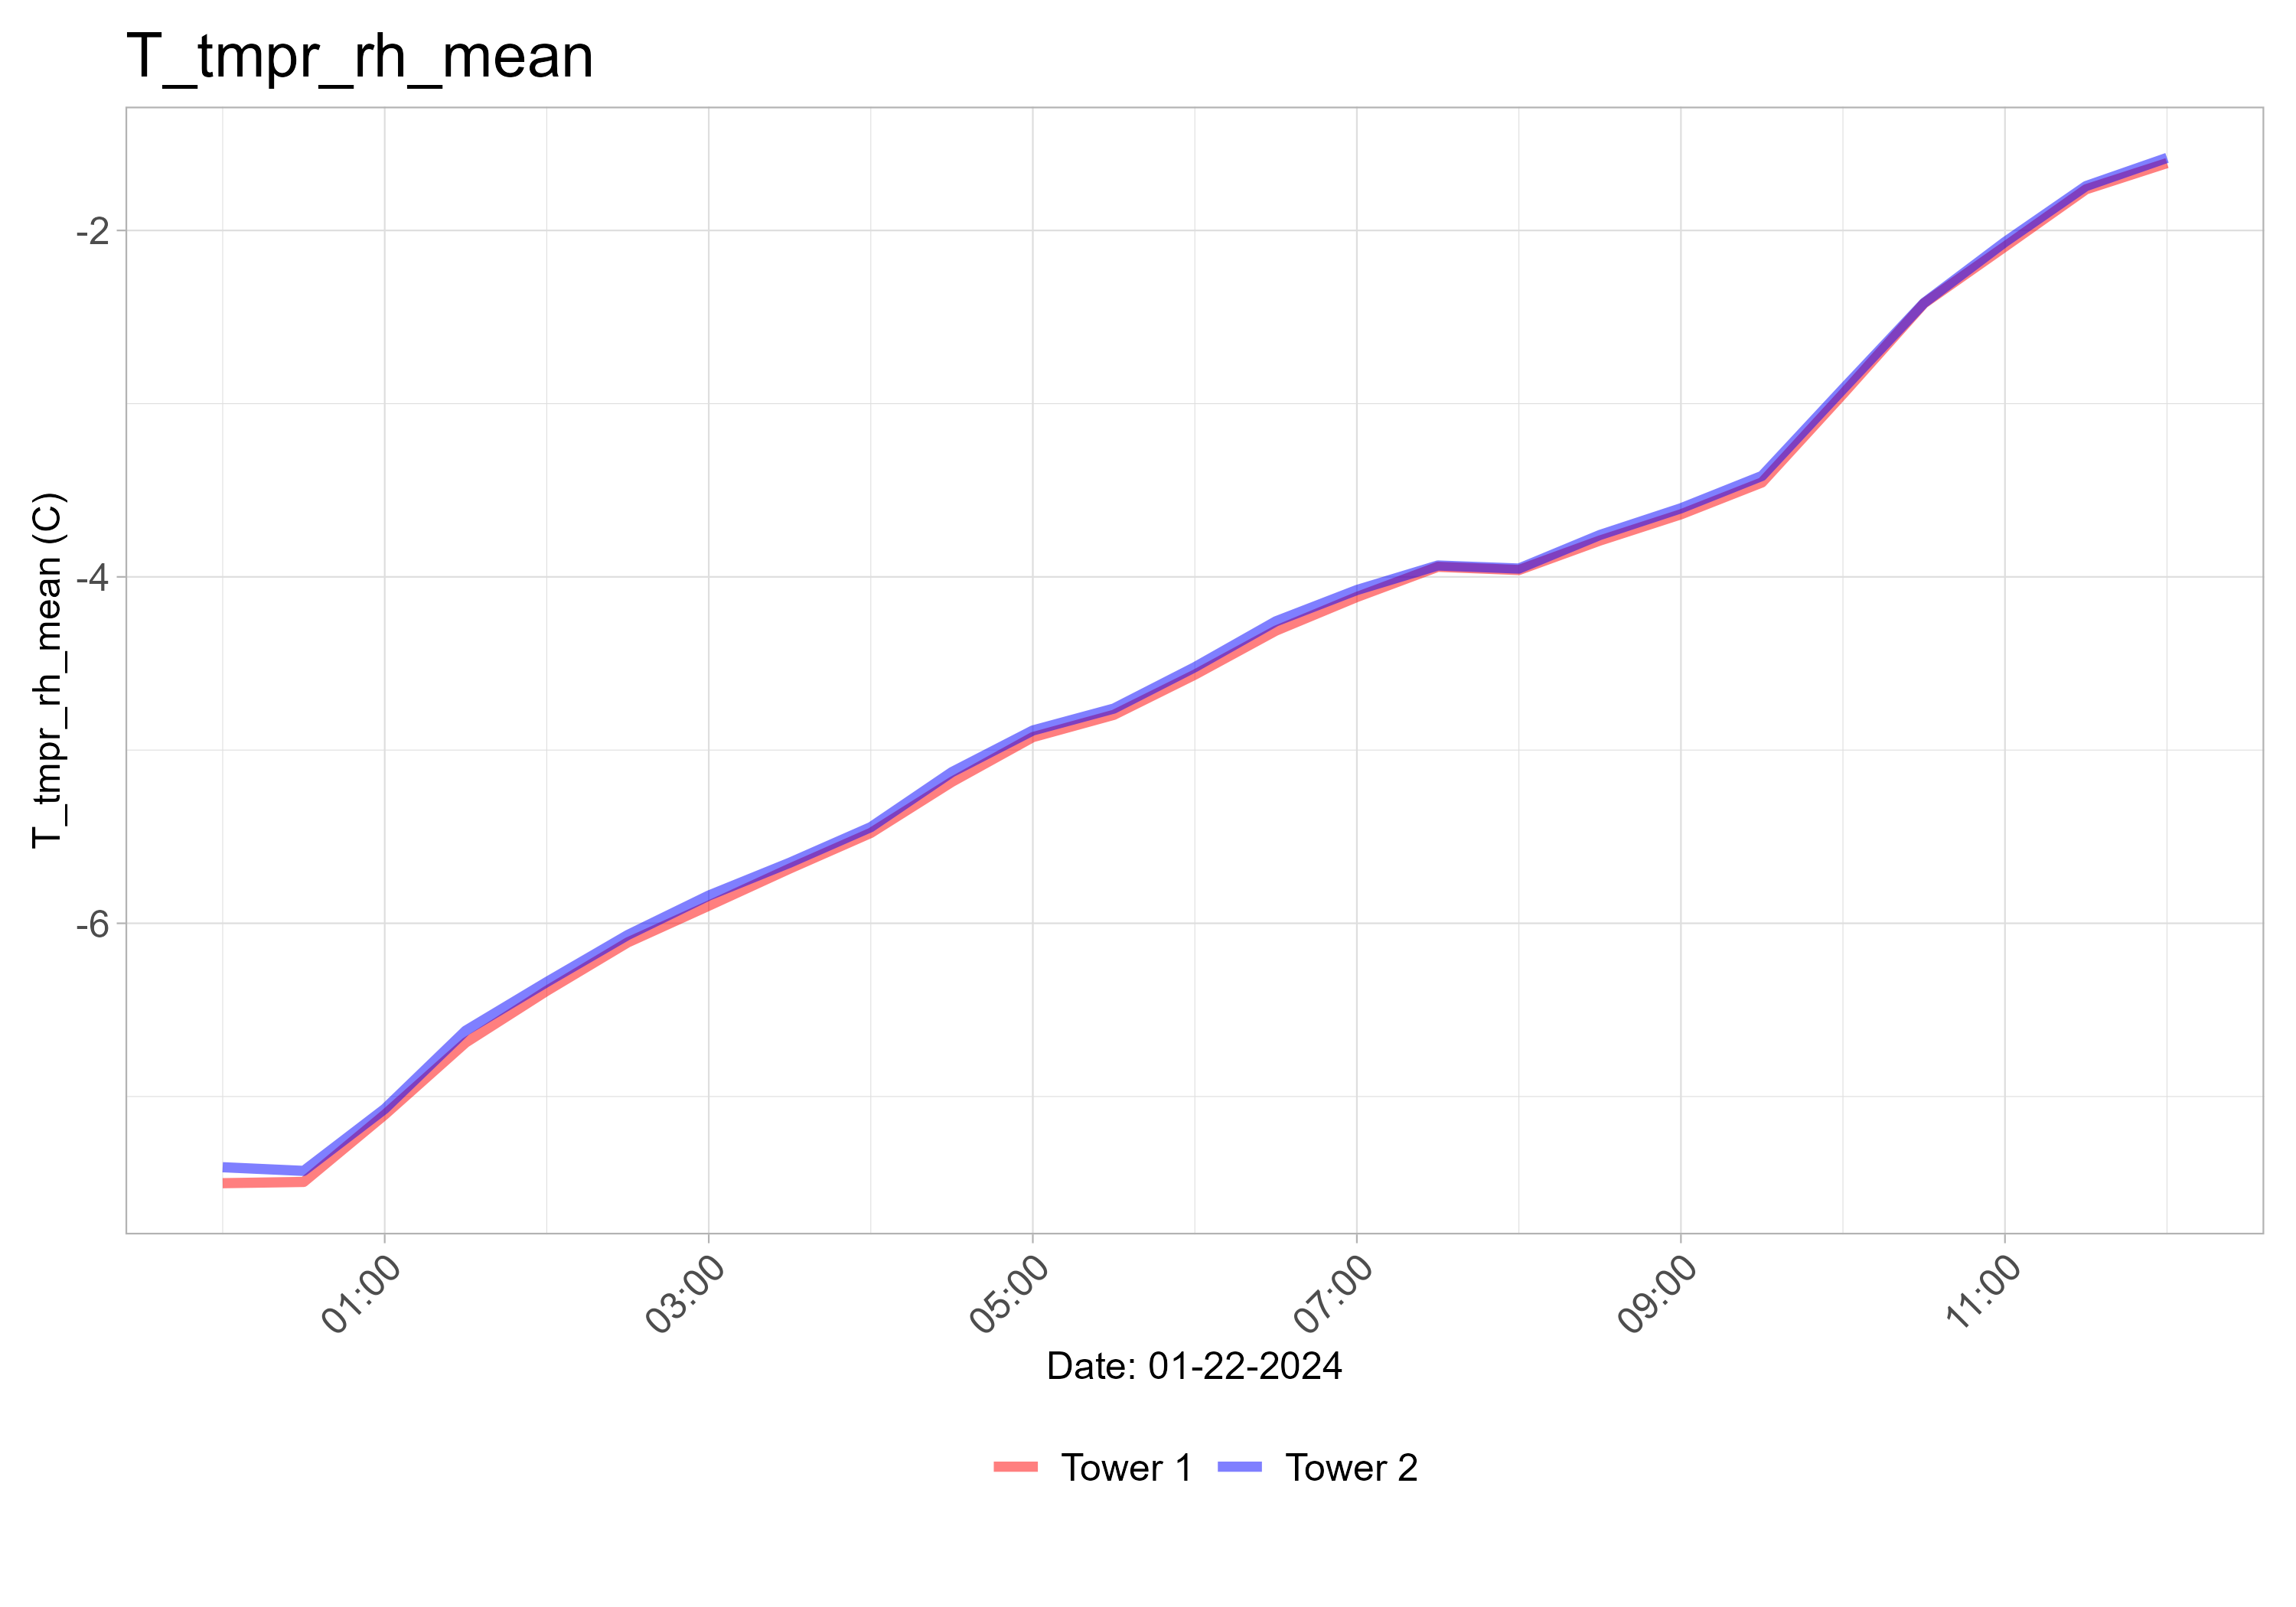 T_tmpr_rh_mean
T_tmpr_rh_mean (C)
-2
-4
-6
01:00 03:00 05:00 07:00 09:00 11:00
Date: 01-22-2024
Tower 1 Tower 2